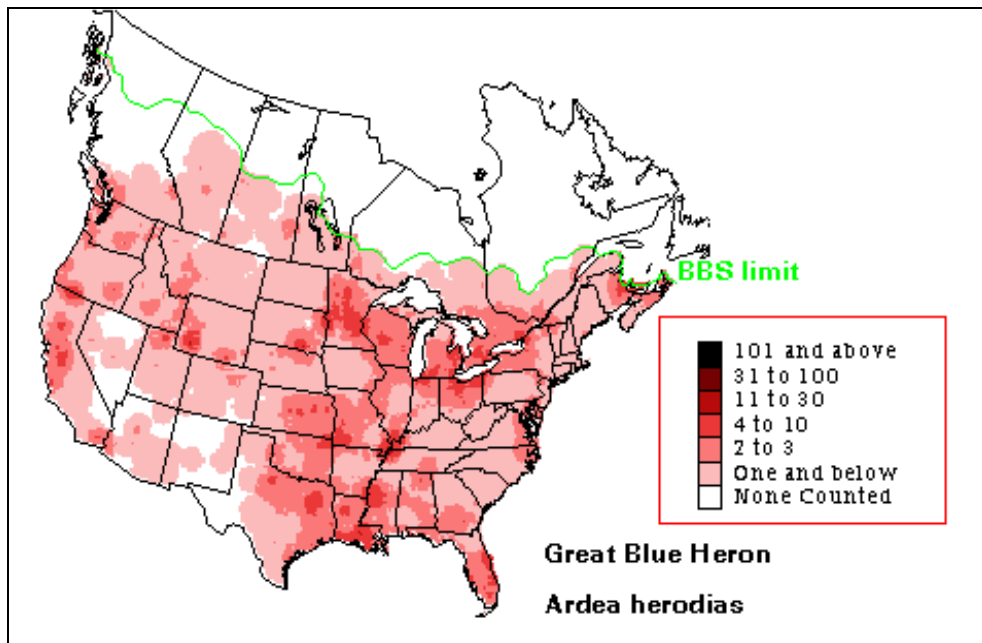 BBS limit
101 and above
31 to 100
11 to 30
4 to 10
2 to 3
One and below
None Counted
Great Blue Heron
Ardea herodias